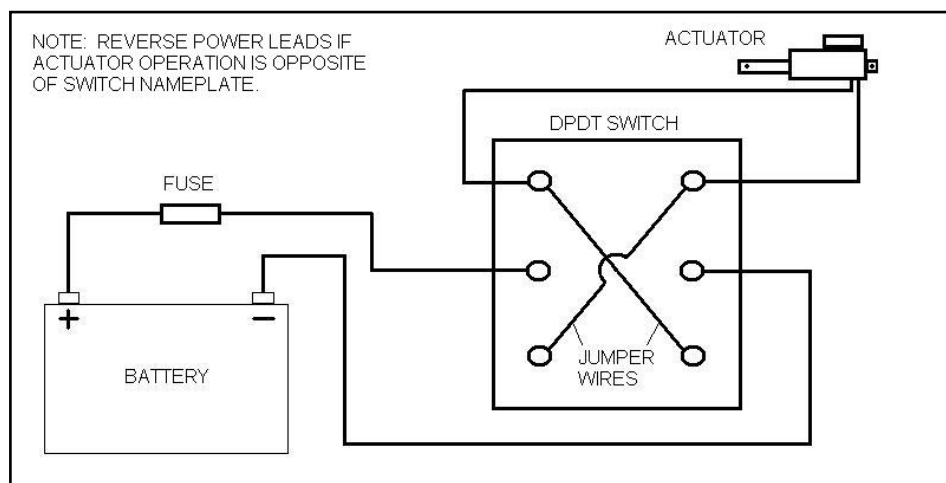 NOTE: REVERSE POWER LEADS IF
ACTUATOR OPERATION IS OPPOSITE
OF SWITCH NAMEPLATE.
ACTUATOR
DPDT SWITCH
FUSE
+ −
BATTERY
JUMPER
WIRES